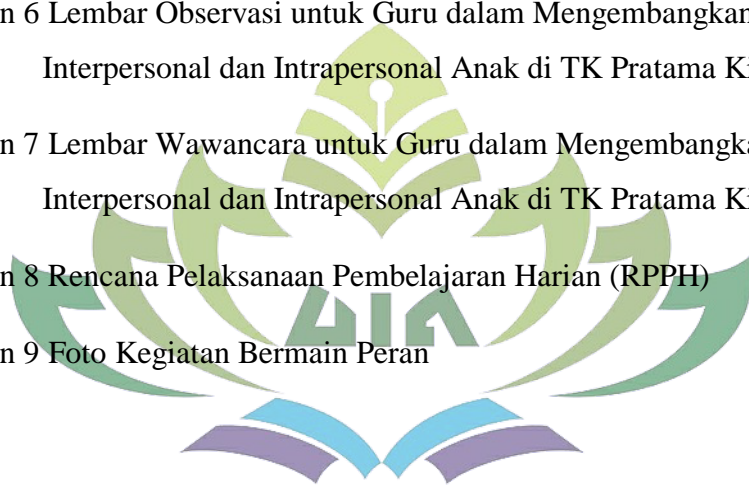 n 6 Lembar Observasi untuk Guru dalam Mengembangkan
Interpersonal dan Intrapersonal Anak di TK Pratama Ki
n 7 Lembar Wawancara untuk Guru dalam Mengembangka
Interpersonal dan Intrapersonal Anak di TK Pratama Ki
n 8 Rencana Pelaksanaan Pembelajaran Harian (RPPH)
UIN
n 9 Foto Kegiatan Bermain Peran